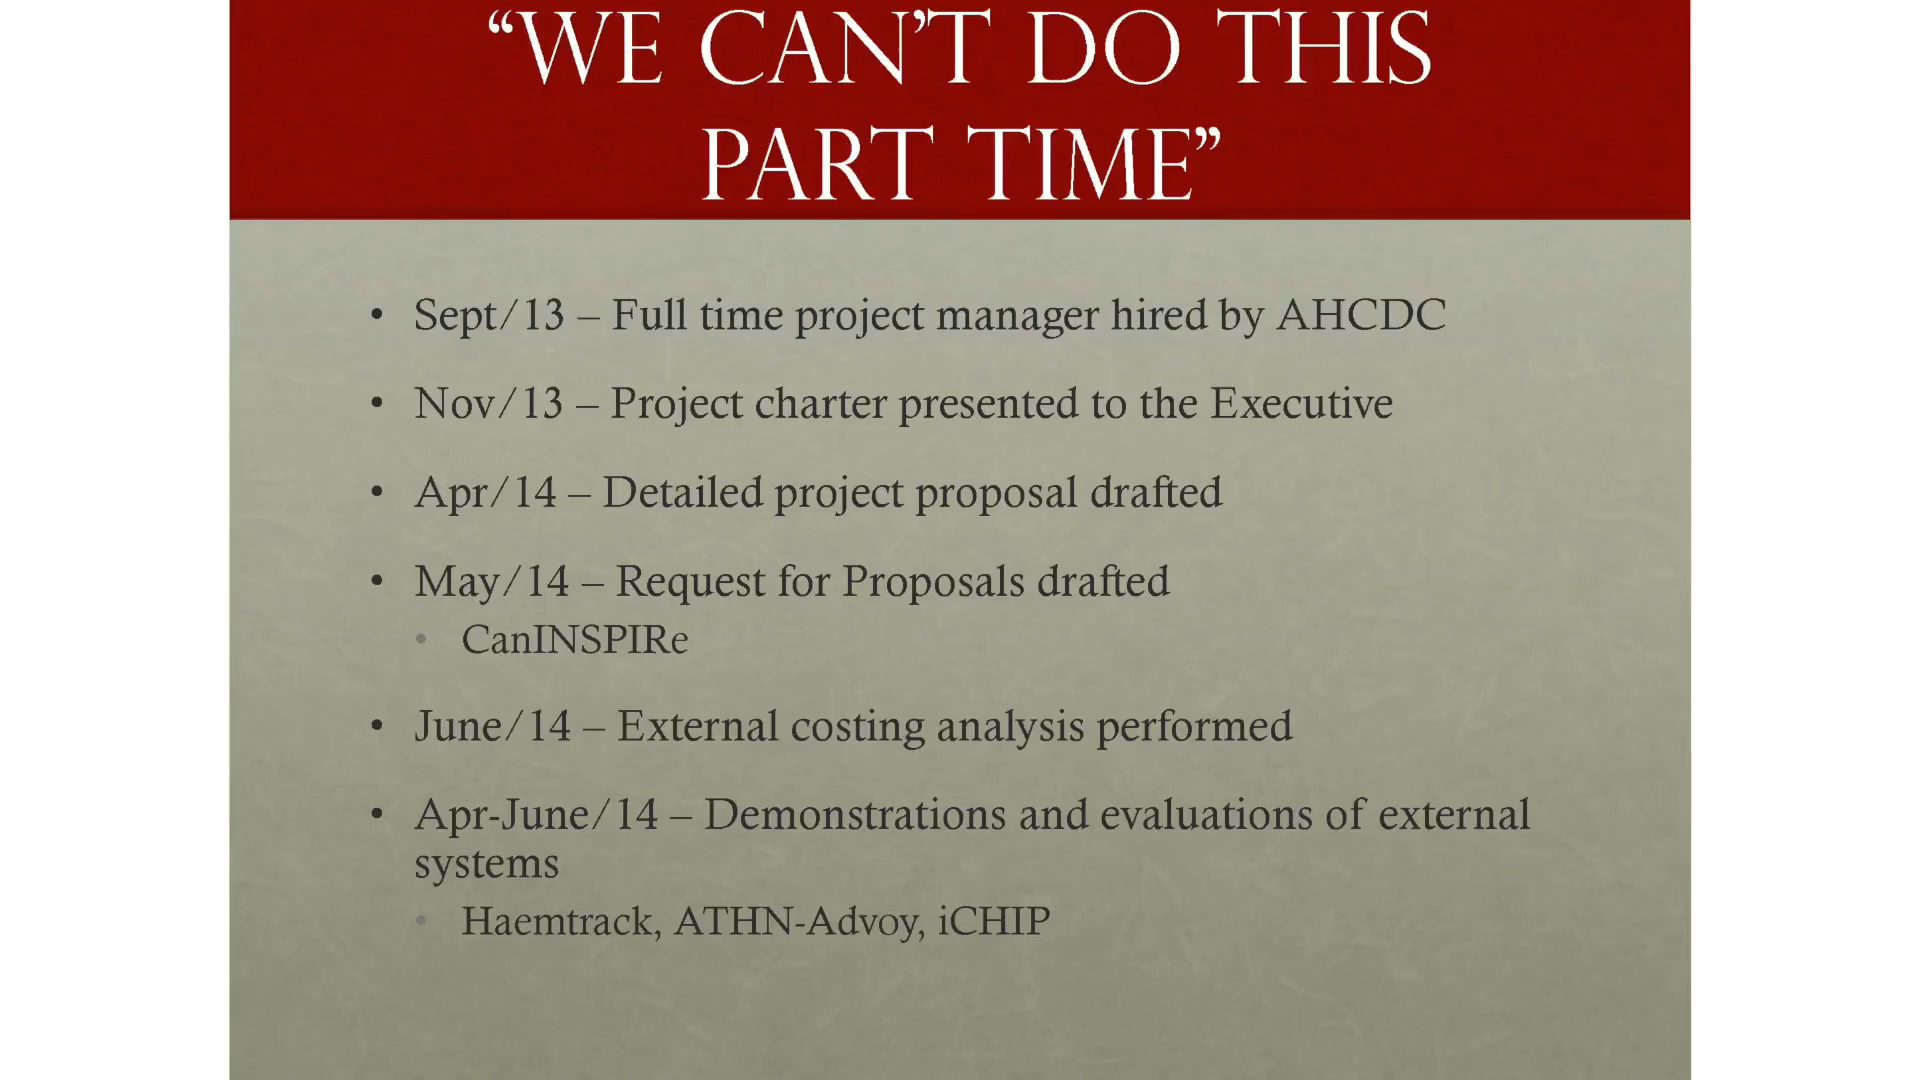 “WE CAN’T DO THIS
PART TIME”
• Sept/13 – Full time project manager hired by AHCDC
• Nov/13 – Project charter presented to the Executive
• Apr/14 – Detailed project proposal drafted
• May/14 – Request for Proposals drafted
• CanINSPIRe
• June/14 – External costing analysis performed
• Apr-June/14 – Demonstrations and evaluations of external
systems
• Haemtrack, ATHN-Advoy, iCHIP